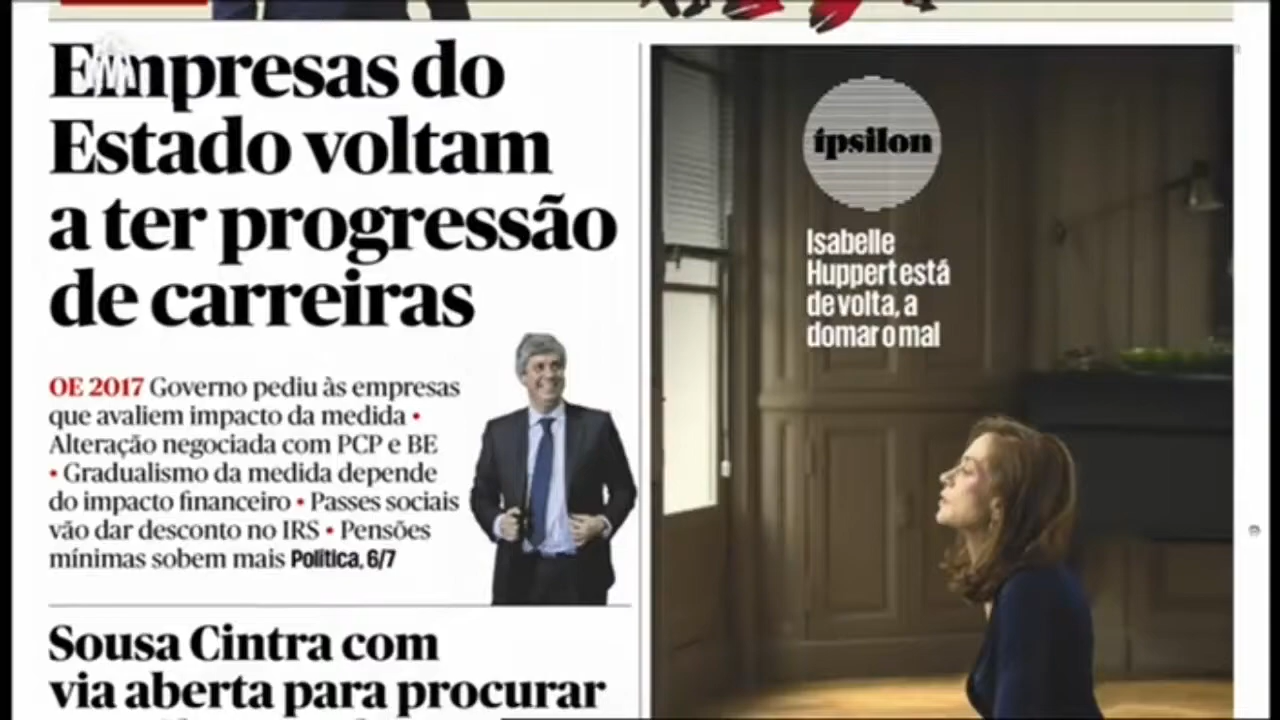 Empresas do
Estado voltam
a ter progressão
de carreiras
OE 2017 Governo pediu às empresas
que avaliem impacto da medida •
Alteração negociada com PCP e BE
• Gradualismo da medida depende
do impacto financeiro • Passes sociais
vão dar desconto no IRS • Pensões
mínimas sobem mais Política, 6/7
Sousa Cintra com
via aberta para procurar
ípsilon
Isabelle
Huppert está
de volta, a
domar o mal